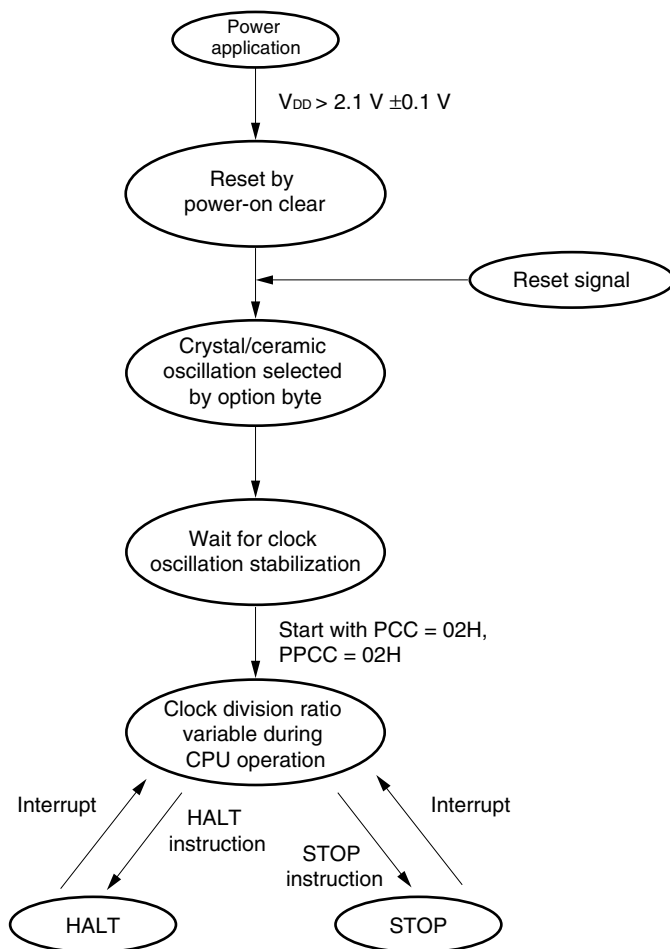 Power
application
VDD > 2.1 V ±0.1 V
Reset by
power-on clear
Reset signal
Crystal/ceramic
oscillation selected
by option byte
Wait for clock
oscillation stabilization
Start with PCC = 02H,
PPCC = 02H
Clock division ratio
variable during
CPU operation
Interrupt
HALT
instruction
STOP
instruction
Interrupt
HALT
STOP